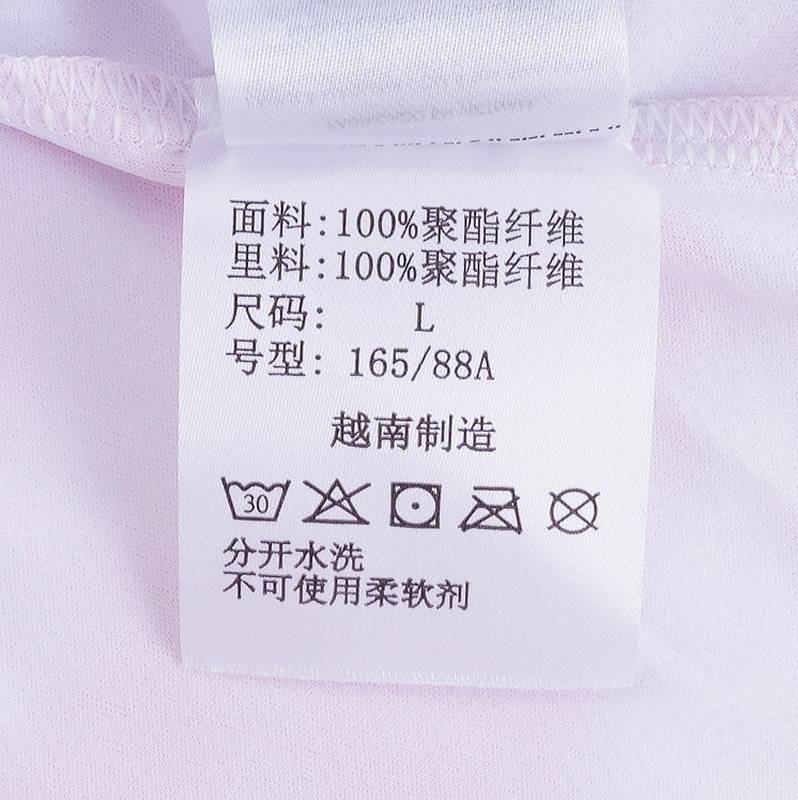 面料:100%聚酯纤维
里料:100%聚酯纤维
尺码: L
号型: 165/88A
越南制造
30
分开水洗
不可使用柔软剂